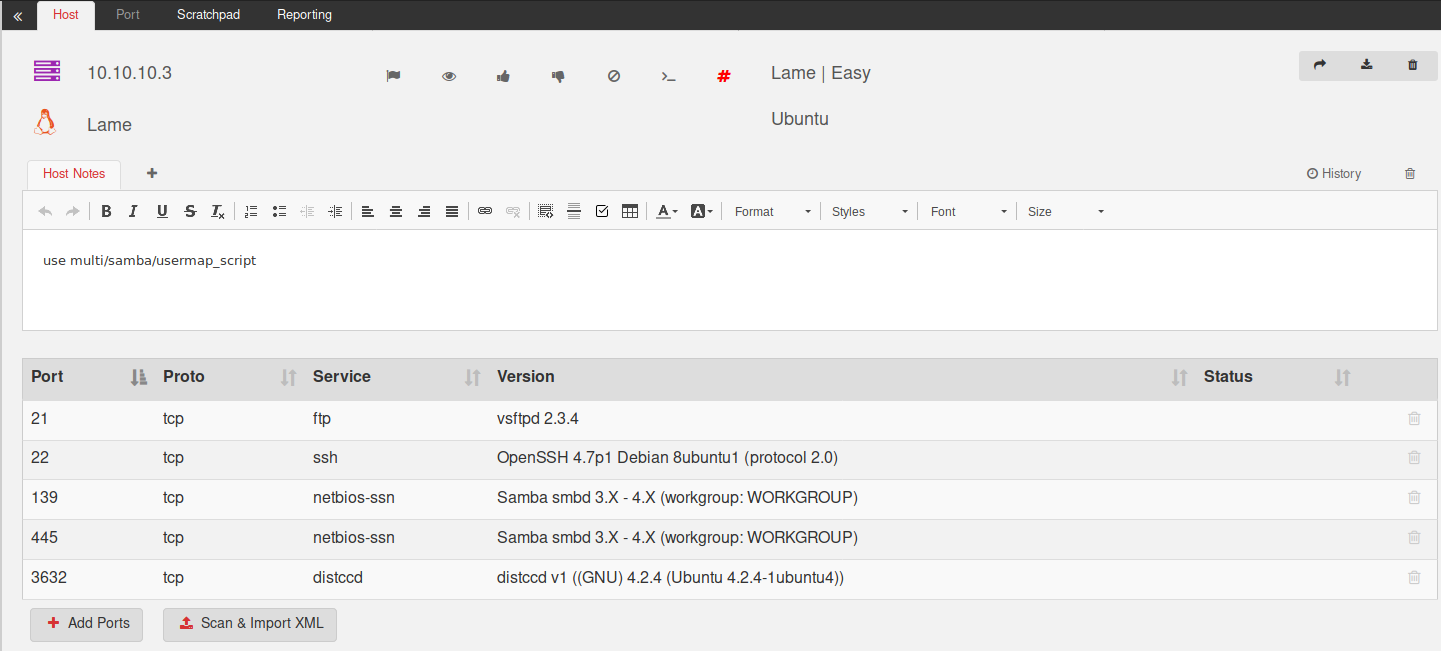 « Host Port Scratchpad Reporting
10.10.10.3 # Lame | Easy
Lame Ubuntu
Host Notes + History
B I U S Tx A A Format Styles Font Size
use multi/samba/usermap_script
Port Proto Service Version Status
21 tcp ftp vsftpd 2.3.4
22 tcp ssh OpenSSH 4.7p1 Debian 8ubuntu1 (protocol 2.0)
139 tcp netbios-ssn Samba smbd 3.X - 4.X (workgroup: WORKGROUP)
445 tcp netbios-ssn Samba smbd 3.X - 4.X (workgroup: WORKGROUP)
3632 tcp distccd distccd v1 ((GNU) 4.2.4 (Ubuntu 4.2.4-1ubuntu4))
+ Add Ports Scan & Import XML